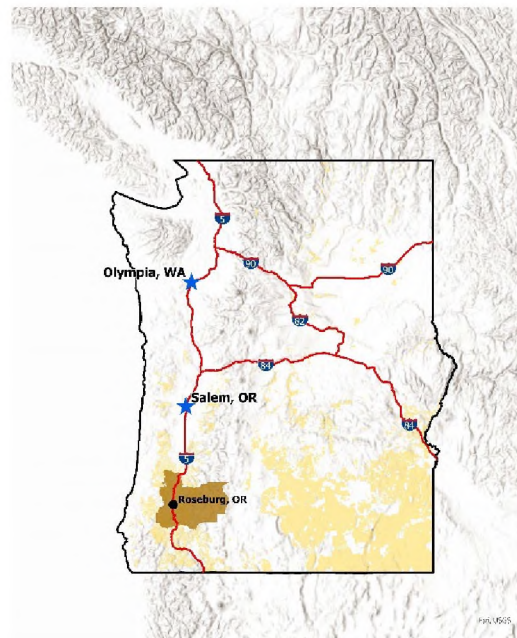 5
90
90
Olympia, WA
82
84
Salem, OR
84
5
Roseburg, OR
Esri, USGS